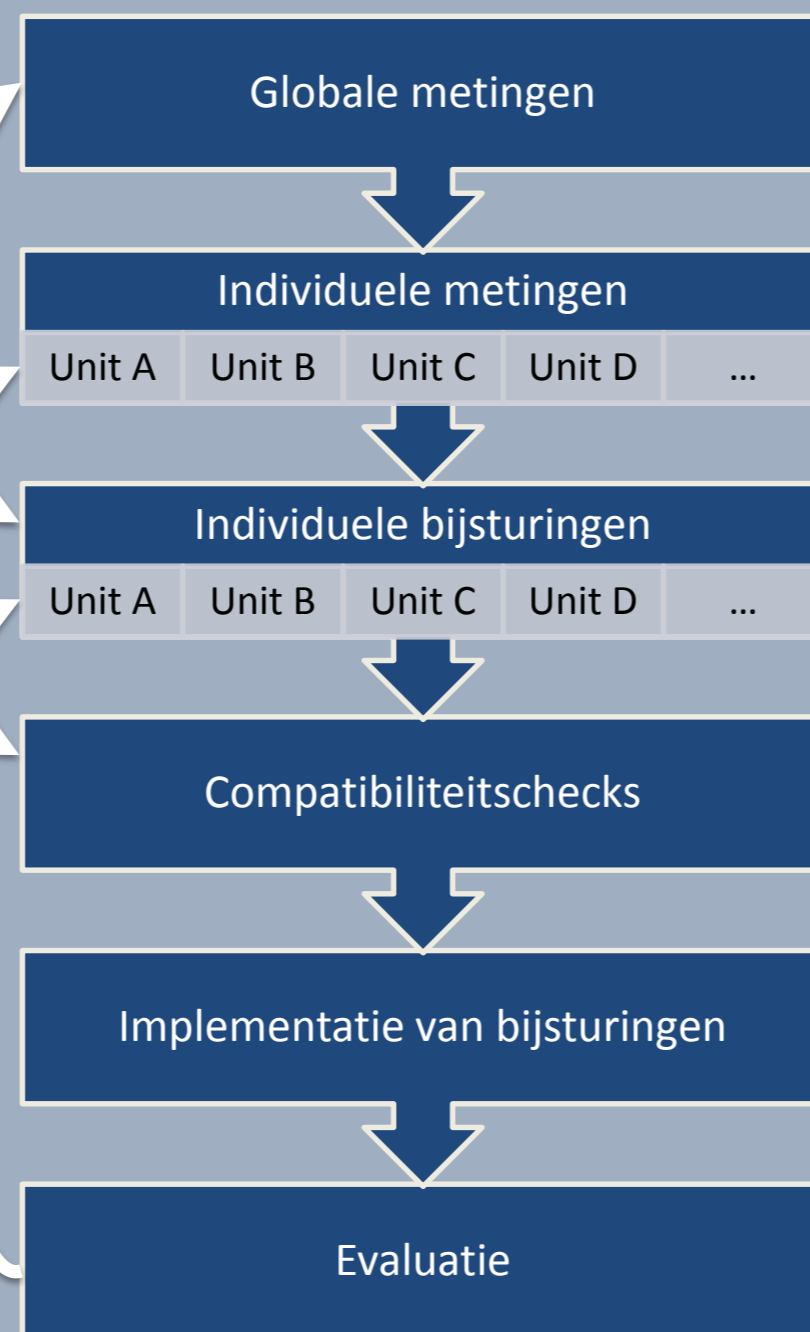 Globale metingen
Individuele metingen
Unit A Unit B Unit C Unit D ...
Individuele bijsturingen
Unit A Unit B Unit C Unit D ...
Compatibiliteitschecks
Implementatie van bijsturingen
Evaluatie